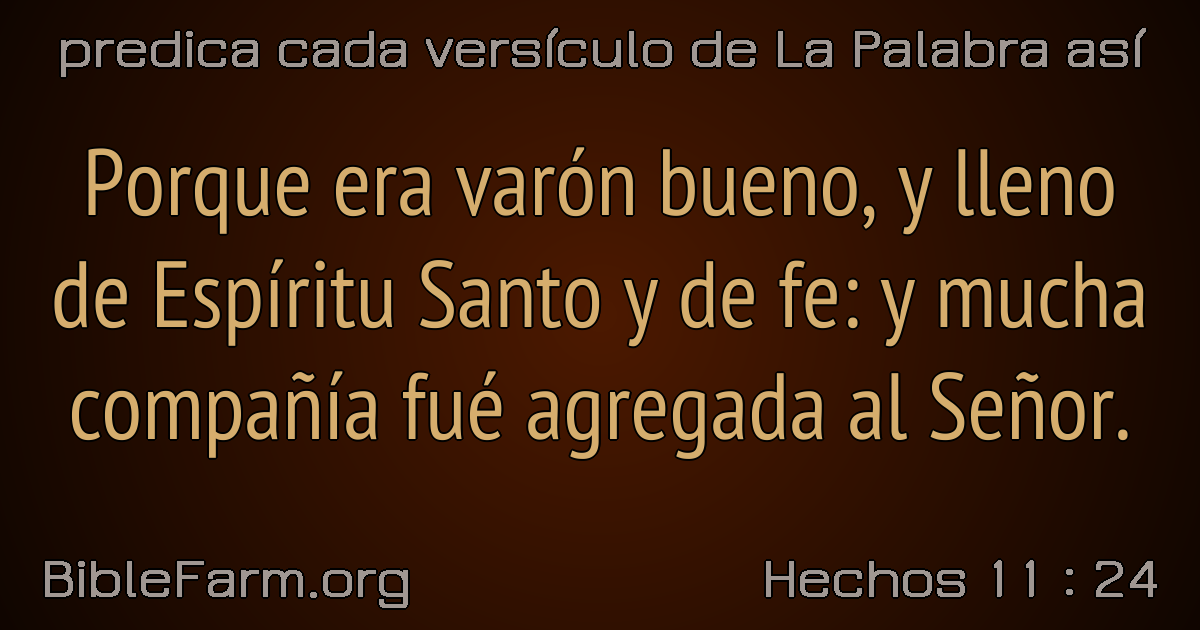 predica cada versículo de La Palabra así
Porque era varón bueno, y lleno
de Espíritu Santo y de fe: y mucha
compañía fué agregada al Señor.
BibleFarm.org
Hechos 11 : 24